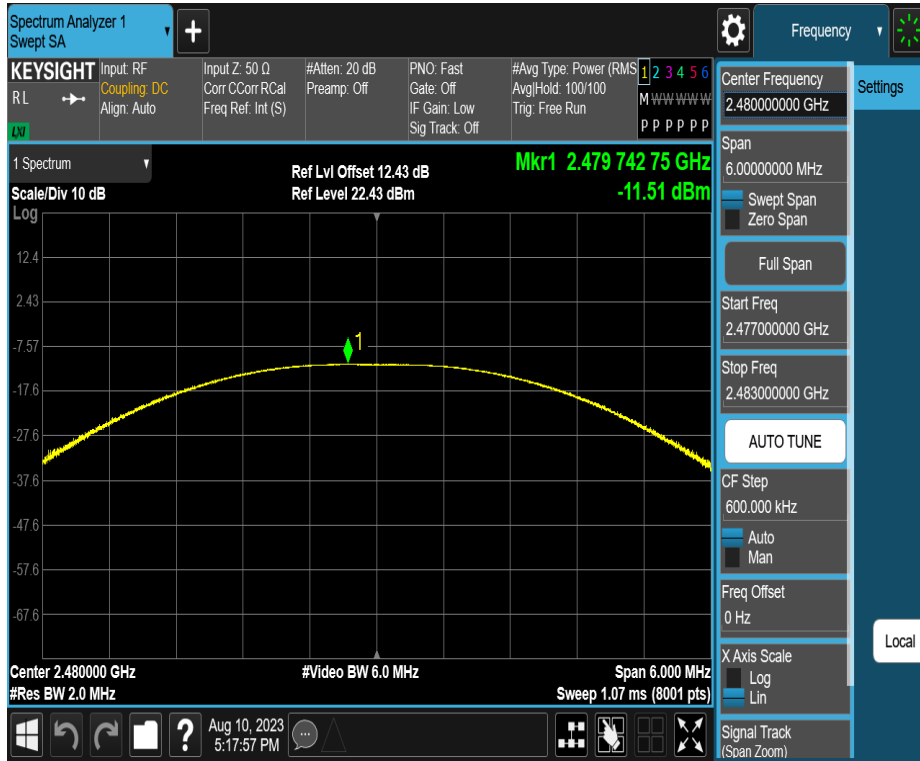 Spectrum Analyzer 1
Swept SA
Frequency
KEYSIGHT
R L
LXI
Input: RF
Coupling: DC
Align: Auto
Input Z: 50 Ω
Corr CCorr RCal
Freq Ref: Int (S)
#Atten: 20 dB
Preamp: Off
PNO: Fast
Gate: Off
IF Gain: Low
Sig Track: Off
#Avg Type: Power (RMS
Avg|Hold: 100/100
Trig: Free Run
1 2 3 4 5 6
M W W W W W
P P P P P P
1 Spectrum
Scale/Div 10 dB
Log
Ref Lvl Offset 12.43 dB
Ref Level 22.43 dBm
Mkr1 2.479 742 75 GHz
-11.51 dBm
12.4
2.43
-7.57
-17.6
-27.6
-37.6
-47.6
-57.6
-67.6
1
Center 2.480000 GHz
#Res BW 2.0 MHz
#Video BW 6.0 MHz
Span 6.000 MHz
Sweep 1.07 ms (8001 pts)
Aug 10, 2023
5:17:57 PM
Center Frequency
2.480000000 GHz
Span
6.00000000 MHz
Swept Span
Zero Span
Full Span
Start Freq
2.477000000 GHz
Stop Freq
2.483000000 GHz
AUTO TUNE
CF Step
600.000 kHz
Auto
Man
Freq Offset
0 Hz
X Axis Scale
Log
Lin
Signal Track
(Span Zoom)
Settings
Local